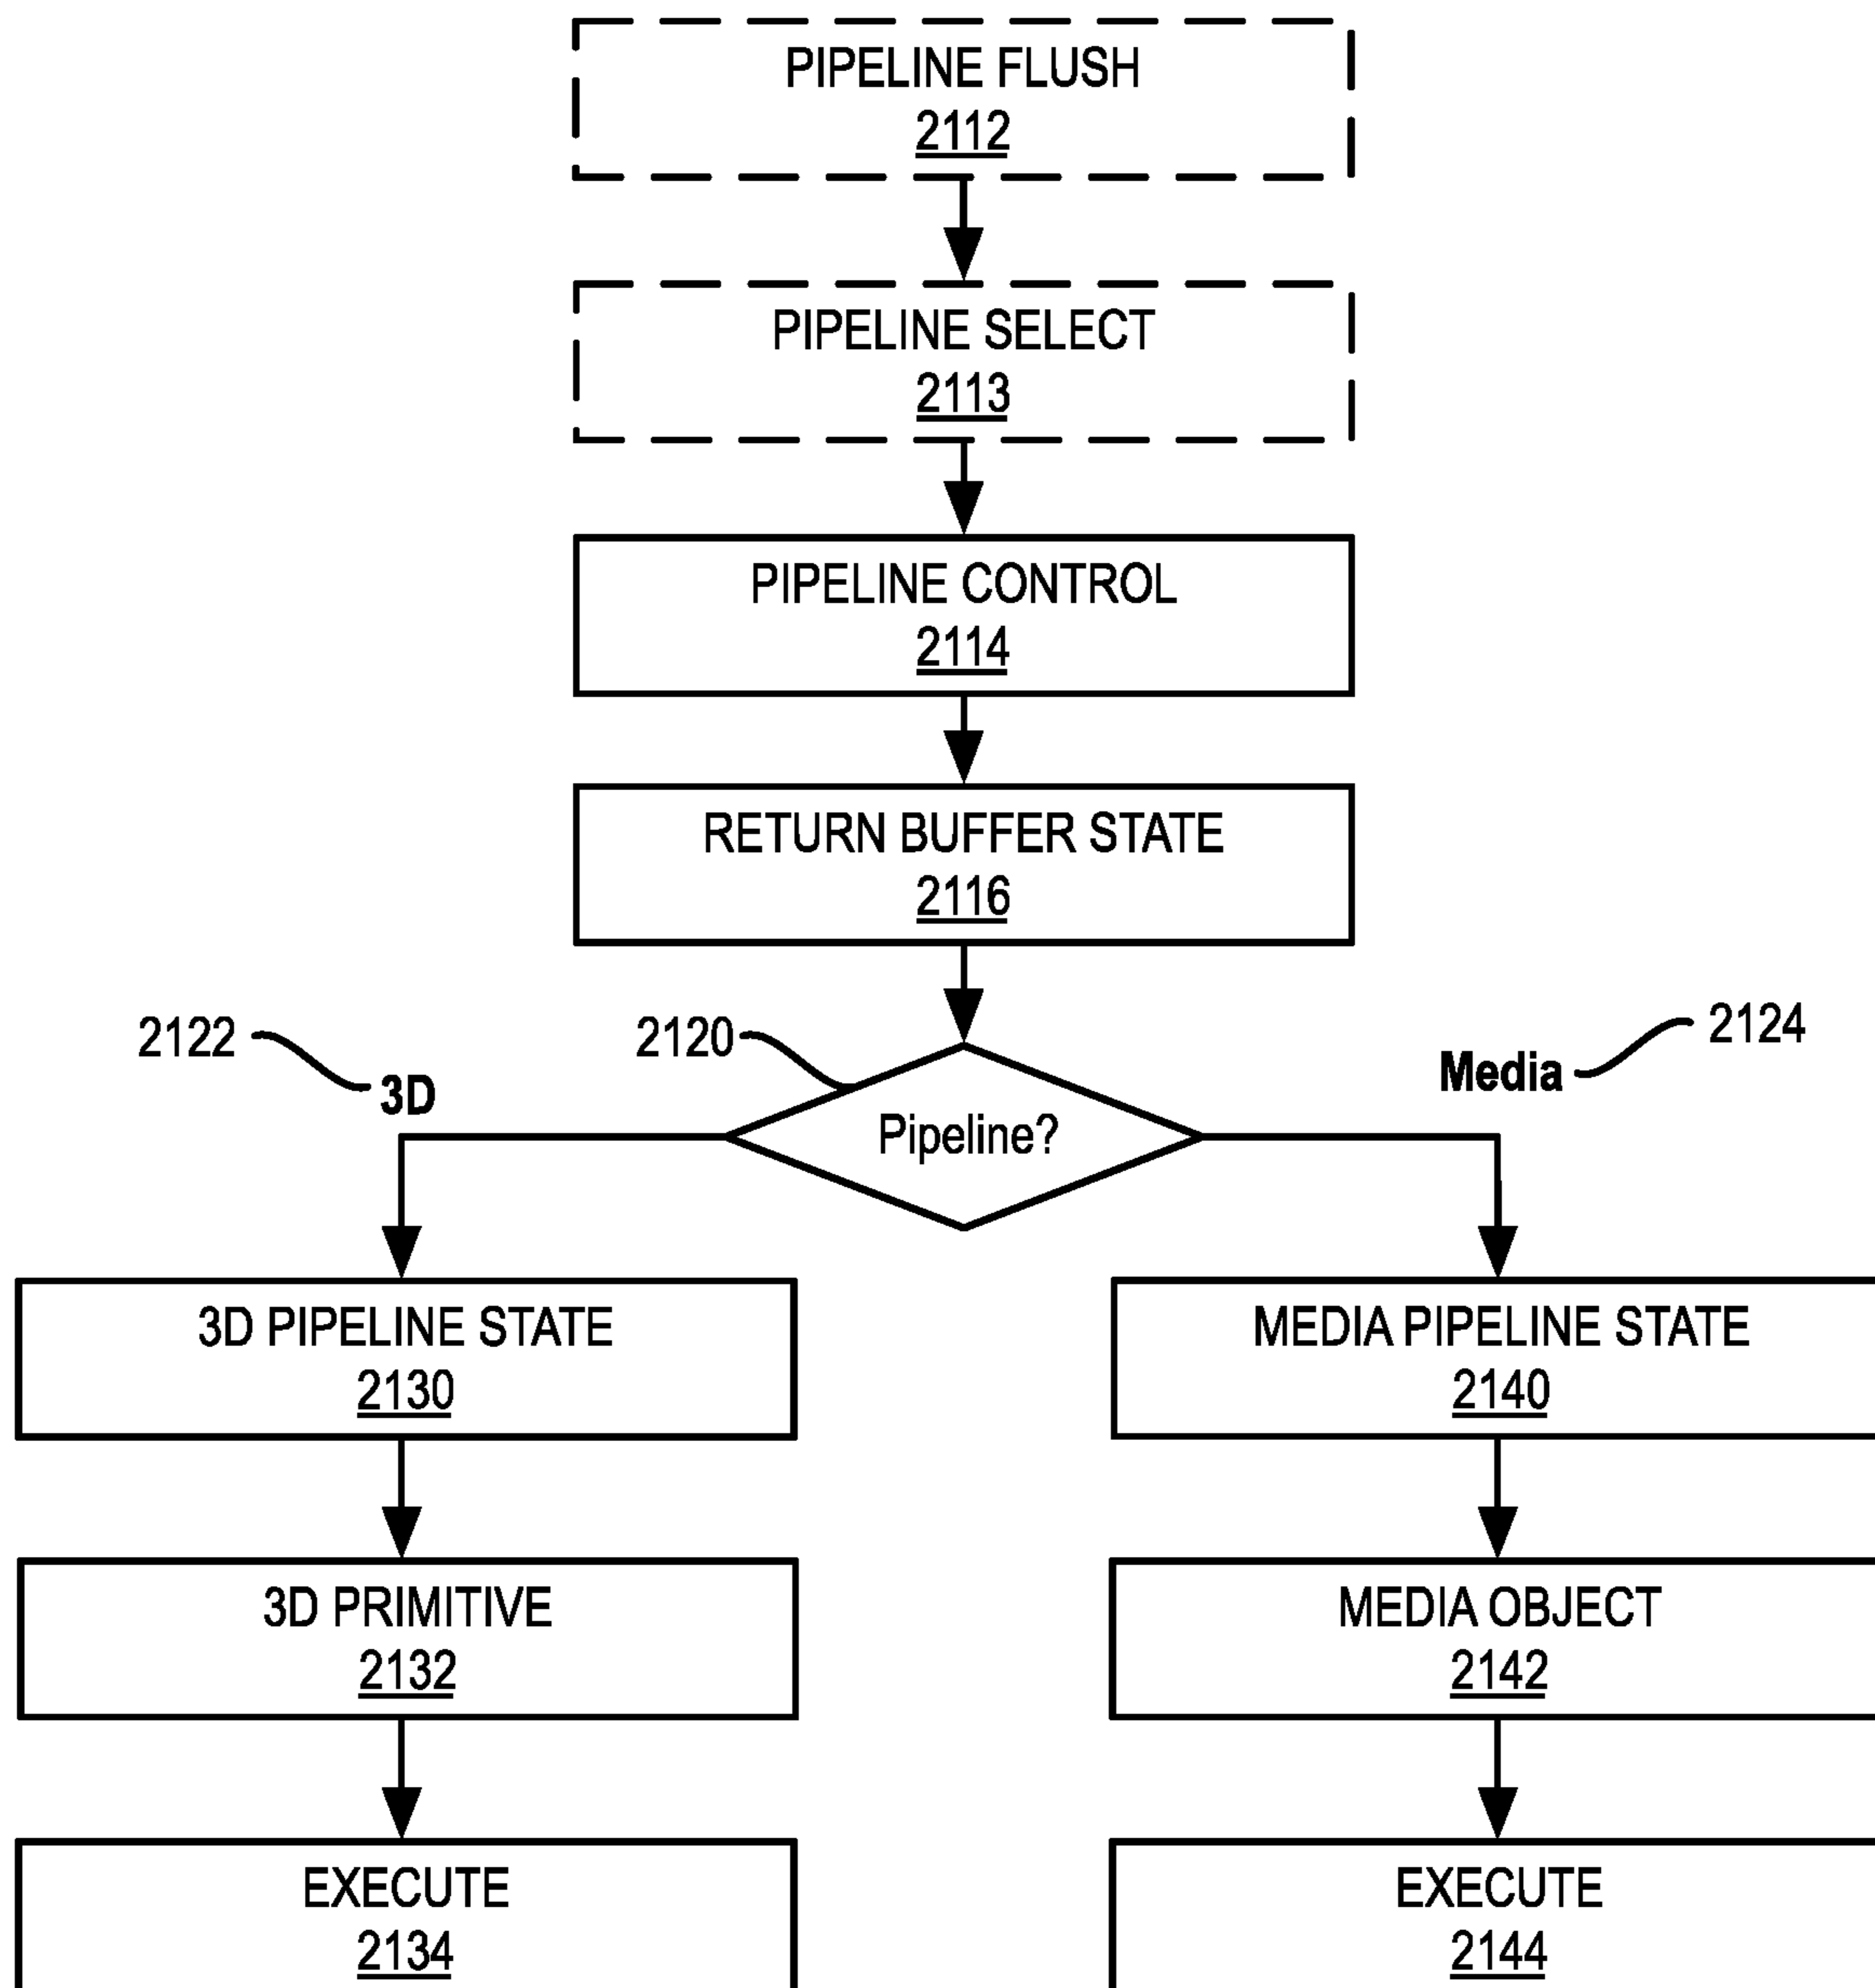 PIPELINE FLUSH
2112
PIPELINE SELECT
2113
PIPELINE CONTROL
2114
RETURN BUFFER STATE
2116
2122
3D
2120
Pipeline?
Media
2124
3D PIPELINE STATE
2130
MEDIA PIPELINE STATE
2140
3D PRIMITIVE
2132
MEDIA OBJECT
2142
EXECUTE
2134
EXECUTE
2144